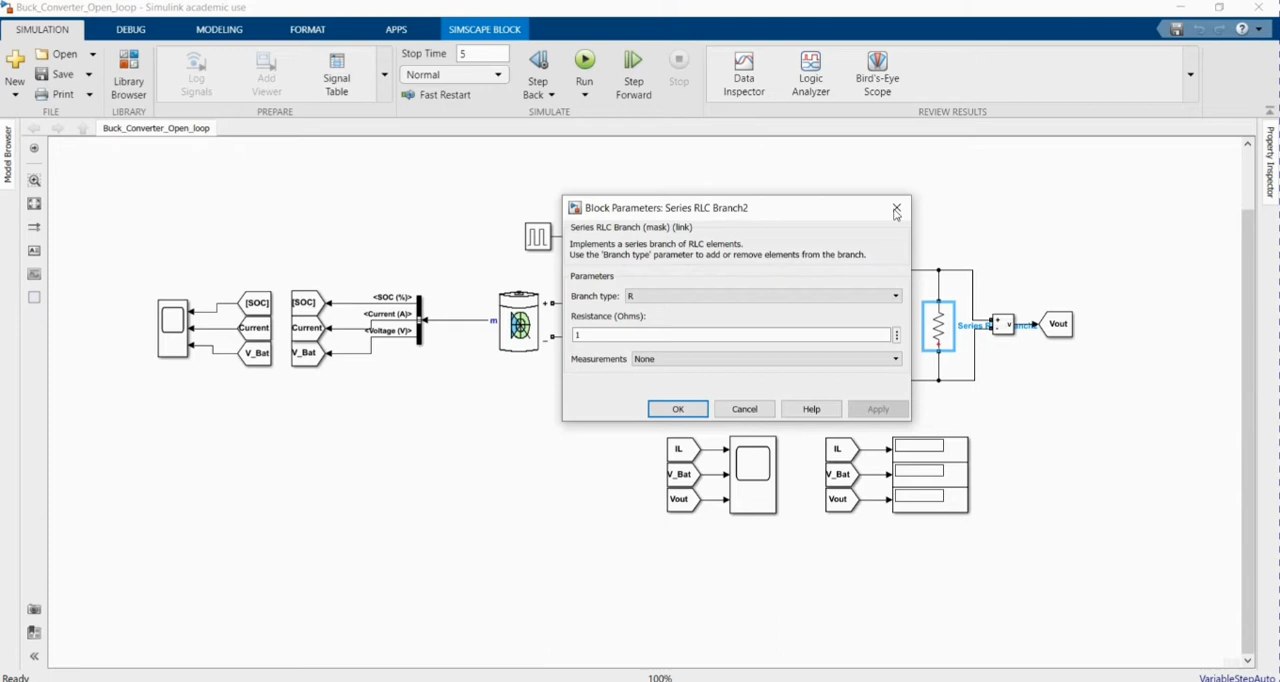 Buck_Converter_Open_loop - Simulink academic use
SIMULATION
DEBUG
MODELING
FORMAT
APPS
SIMSCAPE BLOCK
New
Open
Save
Print
FILE
Library
Browser
LIBRARY
Log
Signals
Add
Viewer
Signal
Table
PREPARE
Stop Time 5
Normal
Fast Restart
Step
Back
Run
Step
Forward
Stop
SIMULATE
Data
Inspector
Logic
Analyzer
Bird's-Eye
Scope
REVIEW RESULTS
Model Browser
Buck_Converter_Open_loop
Property Inspector
Block Parameters: Series RLC Branch2
Series RLC Branch (mask) (link)
Implements a series branch of RLC elements.
Use the 'Branch type' parameter to add or remove elements from the branch.
Parameters
Branch type: R
Resistance (Ohms):
1
Measurements None
OK
Cancel
Help
Apply
[SOC]
Current
V_Bat
[SOC]
Current
V_Bat
<SOC (%)>
<Current (A)>
<Voltage (V)>
m
+
_
+
-
v
Vout
IL
V_Bat
Vout
IL
V_Bat
Vout
Ready
100%
VariableStepAuto